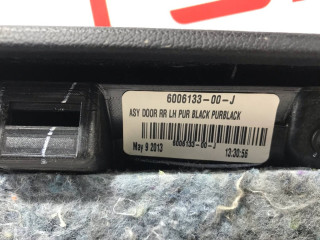 6006133-00-J
ASY DOOR RR LH PUR BLACK PURBLACK
6006133-00-J
May 9 2013 12:30:56